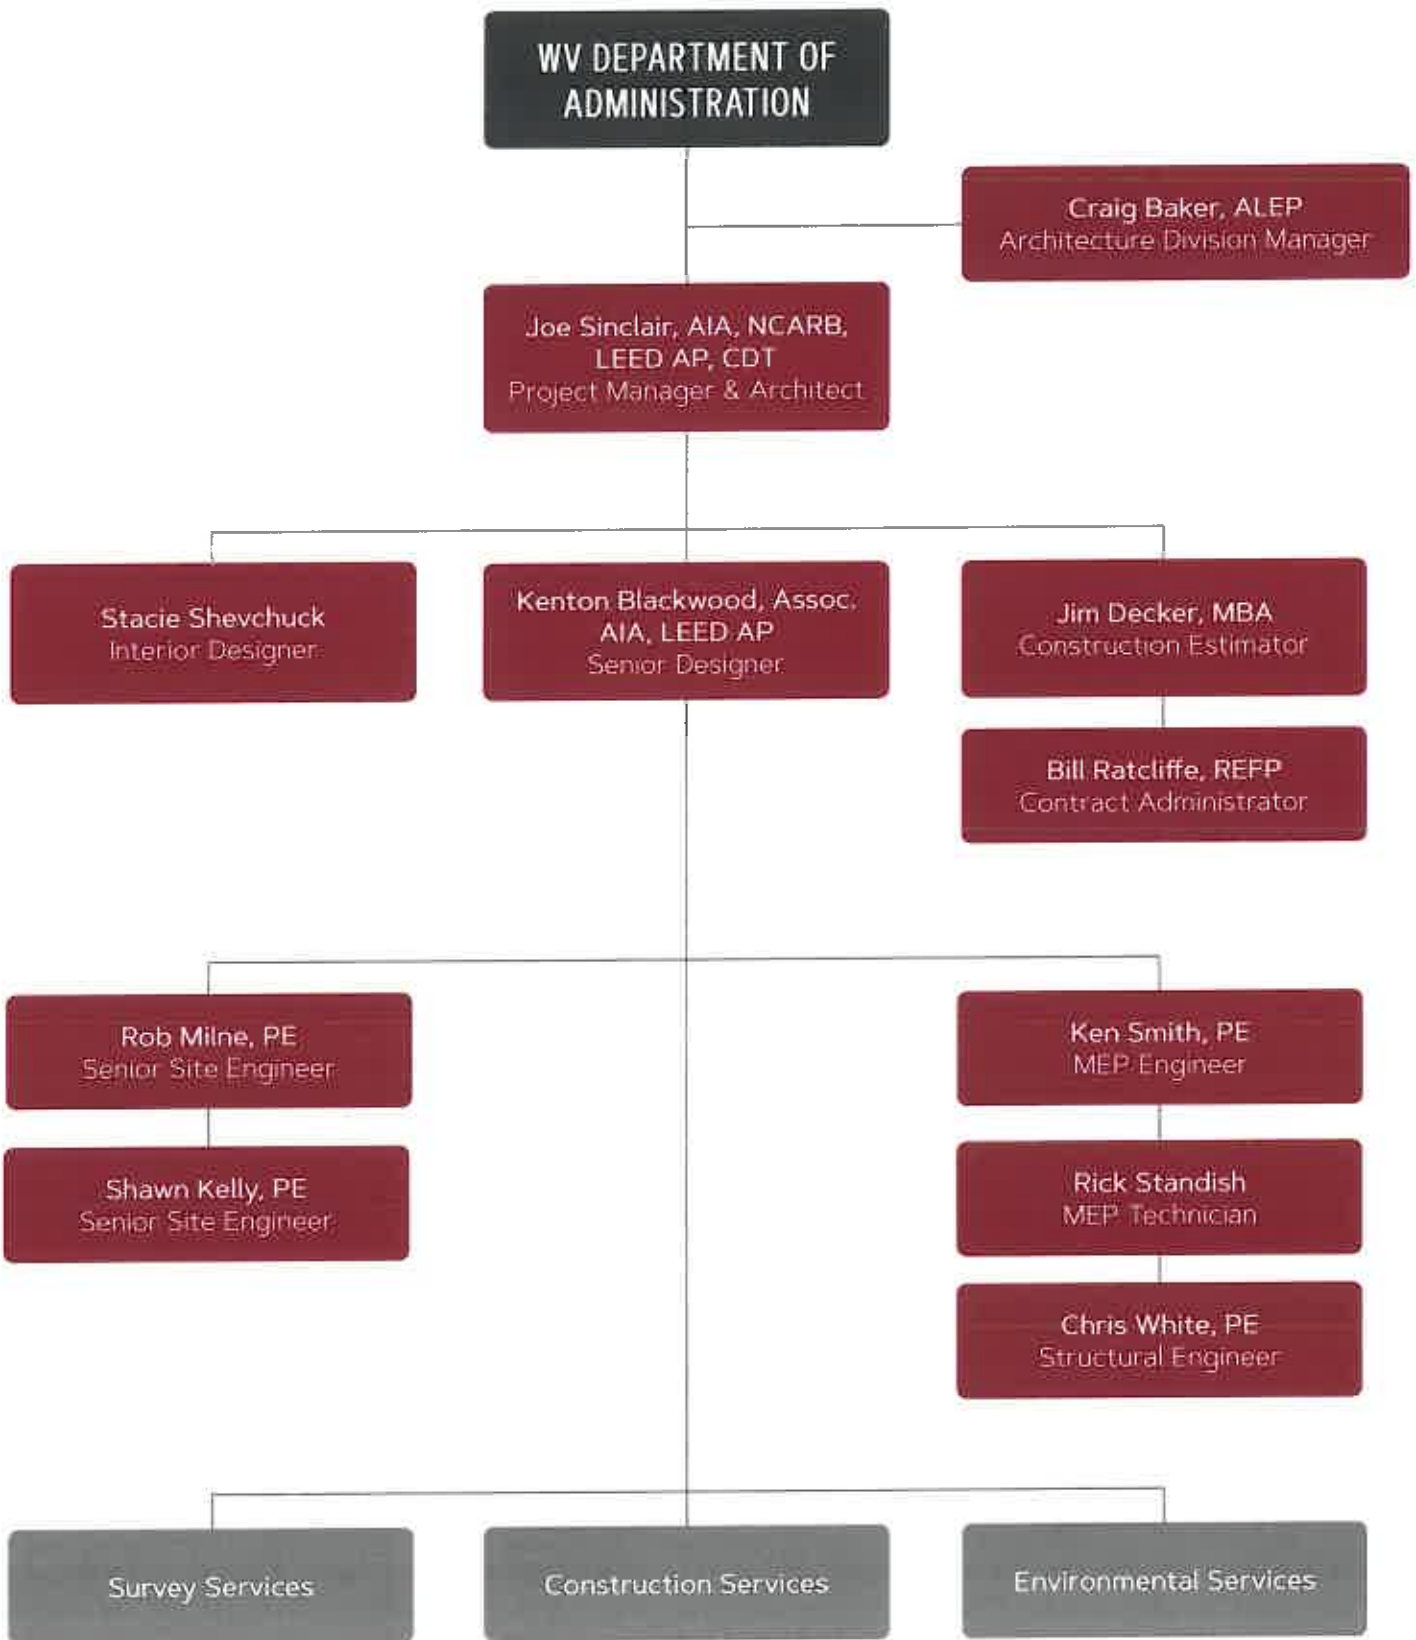 WV DEPARTMENT OF
ADMINISTRATION
Craig Baker, ALEP
Architecture Division Manager
Joe Sinclair, AIA, NCARB,
LEED AP, CDT
Project Manager & Architect
Stacie Shevchuck
Interior Designer
Kenton Blackwood, Assoc.
AIA, LEED AP
Senior Designer
Jim Decker, MBA
Construction Estimator
Bill Ratcliffe, REFP
Contract Administrator
Rob Milne, PE
Senior Site Engineer
Shawn Kelly, PE
Senior Site Engineer
Ken Smith, PE
MEP Engineer
Rick Standish
MEP Technician
Chris White, PE
Structural Engineer
Survey Services
Construction Services
Environmental Services